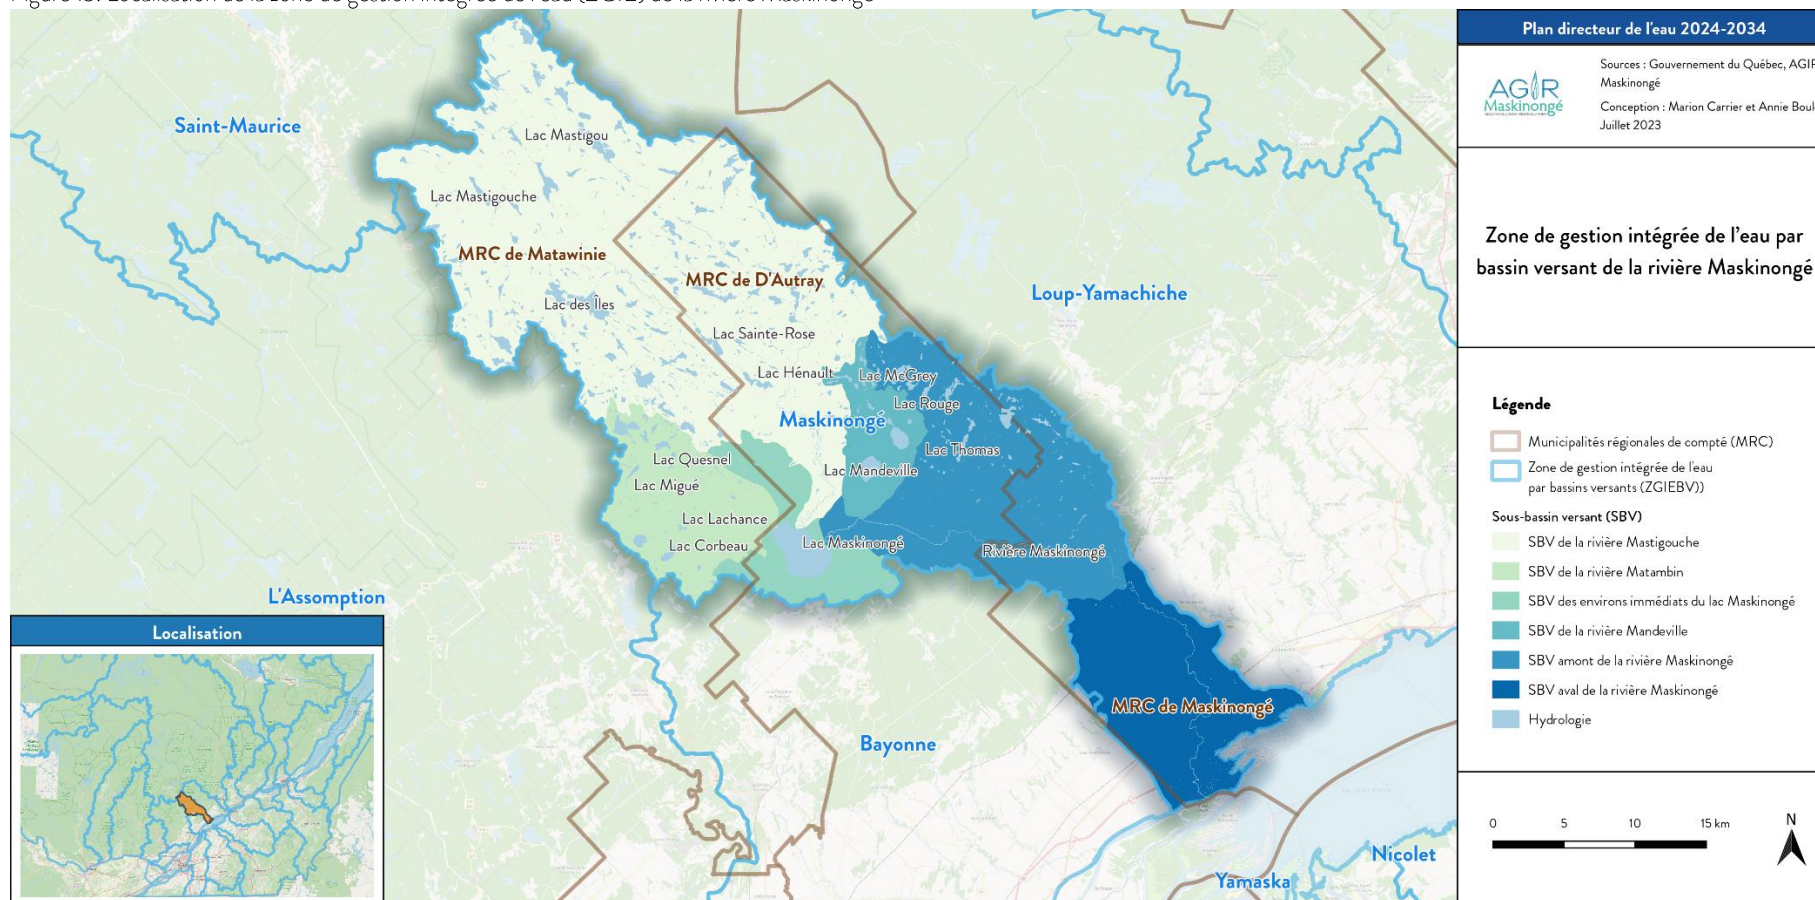 Plan directeur de l'eau 2024-2034
AGIR
Maskinongé
Sources : Gouvernement du Québec, AGIR
Maskinongé
Conception : Marion Carrier et Annie
Juillet 2023
Zone de gestion intégrée de l'eau par
bassin versant de la rivière Maskinongé
Légende
Municipalités régionales de compté (MRC)
Zone de gestion intégrée de l'eau
par bassins versants (ZGIEBV))
Sous-bassin versant (SBV)
SBV de la rivière Mastigouche
SBV de la rivière Matambin
SBV des environs immédiats du lac Maskinongé
SBV de la rivière Mandeville
SBV amont de la rivière Maskinongé
SBV aval de la rivière Maskinongé
Hydrologie
0 5 10 15 km
N
Saint-Maurice
Lac Mastigou
Lac Mastigouche
MRC de Matawinie
MRC de D'Autray
Loup-Yamachiche
Lac des Îles
Lac Sainte-Rose
Lac Hénault
Lac McGrey
Lac Rouge
Maskinongé
Lac Thomas
Lac Quesnel
Lac Mandeville
Lac Migué
Lac Lachance
Lac Corbeau
Lac Maskinongé
Rivière Maskinongé
L'Assomption
MRC de Maskinongé
Bayonne
Nicolet
Yamaska
Localisation